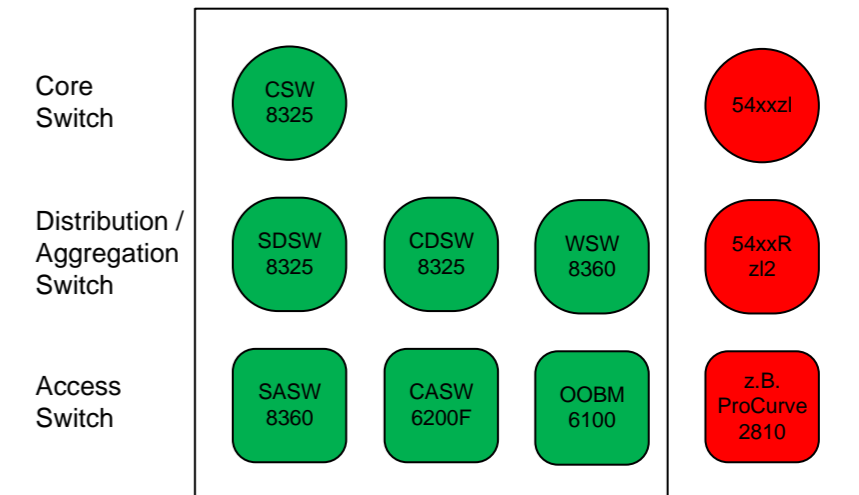 Core
Switch
CSW
8325
54xxzl
Distribution /
Aggregation
Switch
SDSW
8325
CDSW
8325
WSW
8360
54xxR
zl2
Access
Switch
SASW
8360
CASW
6200F
OOBM
6100
z.B.
ProCurve
2810